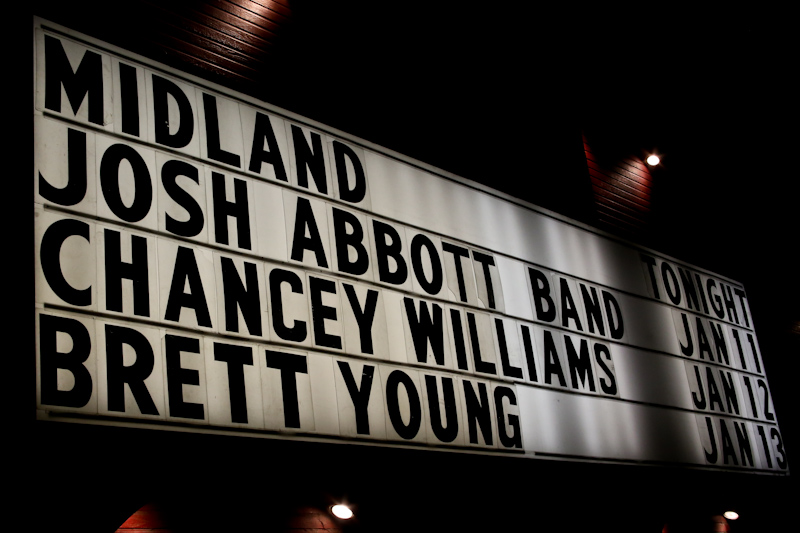 MIDLAND TONIGHT
JOSH ABBOTT BAND JAN 11
CHANCEY WILLIAMS JAN 12
BRETT YOUNG JAN 13